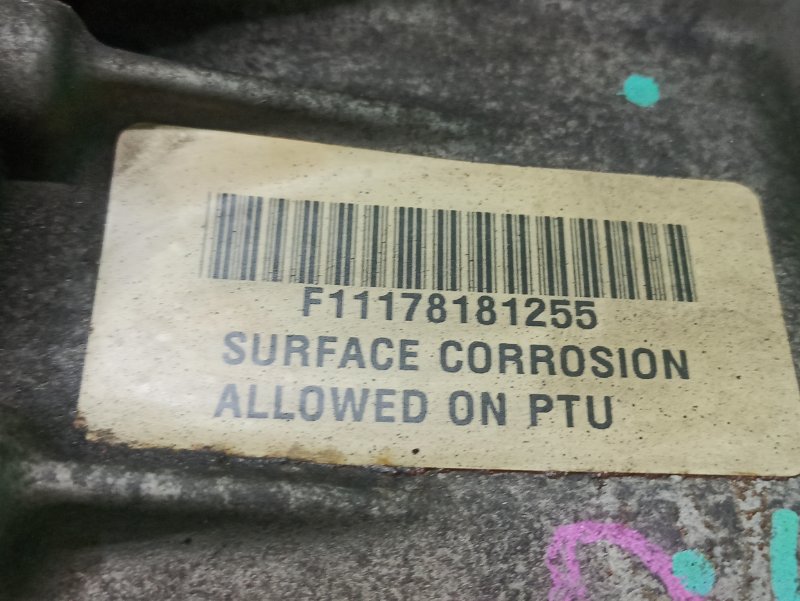 F11178181255
SURFACE CORROSION
ALLOWED ON PTU